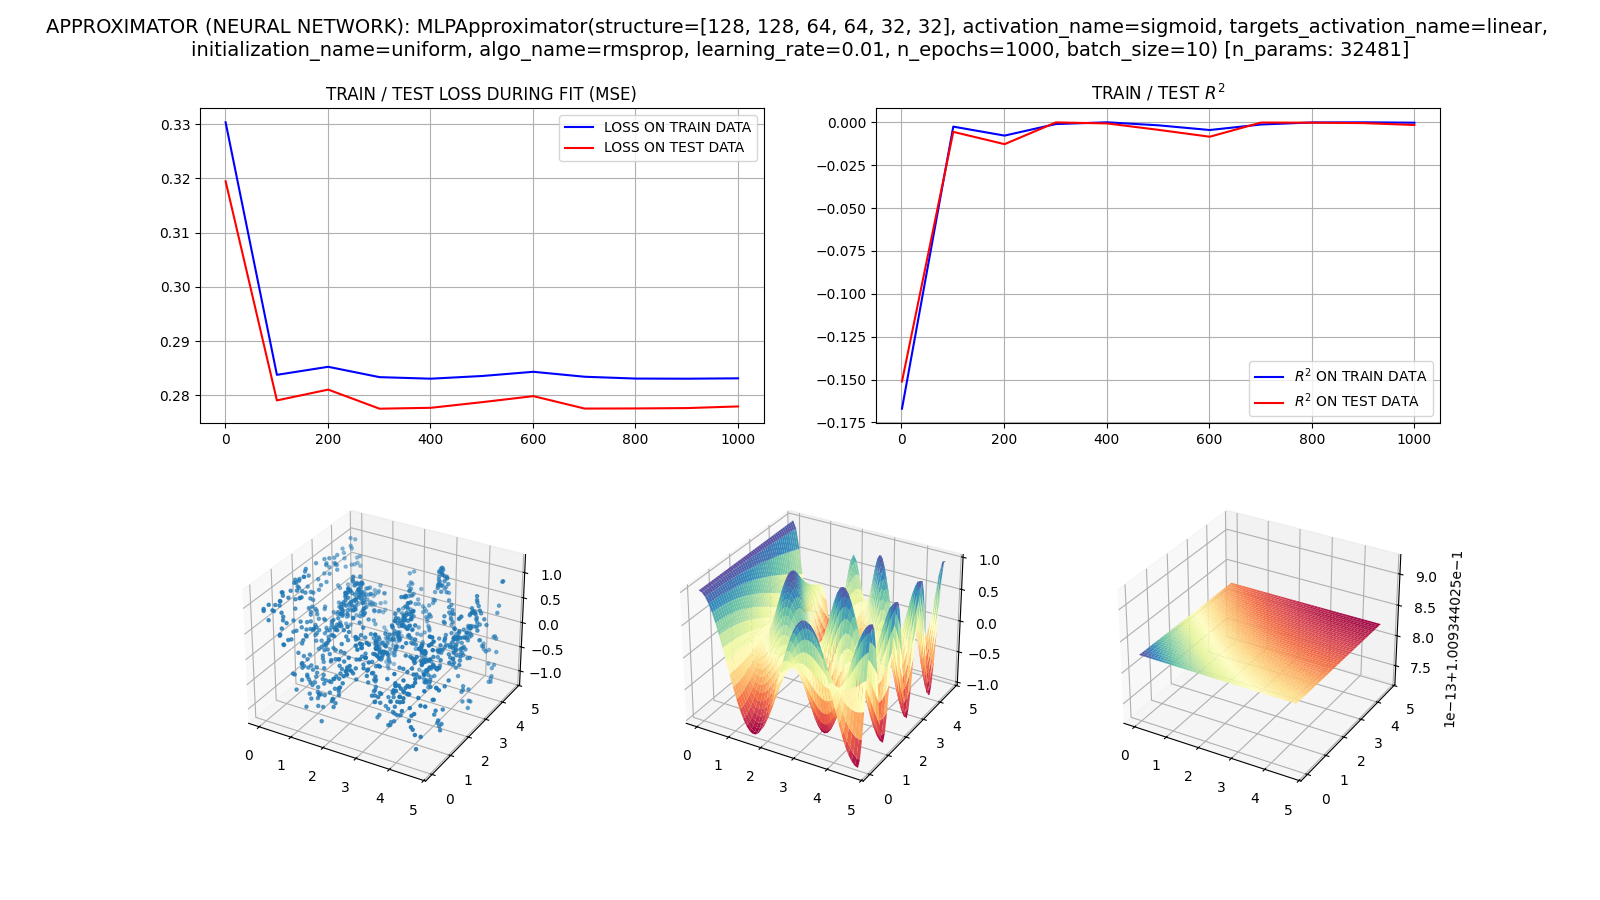 APPROXIMATOR (NEURAL NETWORK): MLPApproximator(structure=[128, 128, 64, 64, 32, 32], activation_name=sigmoid, targets_activation_name=linear,
initialization_name=uniform, algo_name=rmsprop, learning_rate=0.01, n_epochs=1000, batch_size=10) [n_params: 32481]
TRAIN / TEST LOSS DURING FIT (MSE)
0.33
0.32
0.31
0.30
0.29
0.28
LOSS ON TRAIN DATA
LOSS ON TEST DATA
0 200 400 600 800 1000
TRAIN / TEST R²
0.000
−0.025
−0.050
−0.075
−0.100
−0.125
−0.150
−0.175
R² ON TRAIN DATA
R² ON TEST DATA
0 200 400 600 800 1000
1.0
0.5
0.0
−0.5
−1.0
0 1 2 3 4 5
0 1 2 3 4 5
1.0
0.5
0.0
−0.5
−1.0
0 1 2 3 4 5
0 1 2 3 4 5
9.0
8.5
8.0
7.5
1e−13+1.009344025e−1
0 1 2 3 4 5
0 1 2 3 4 5